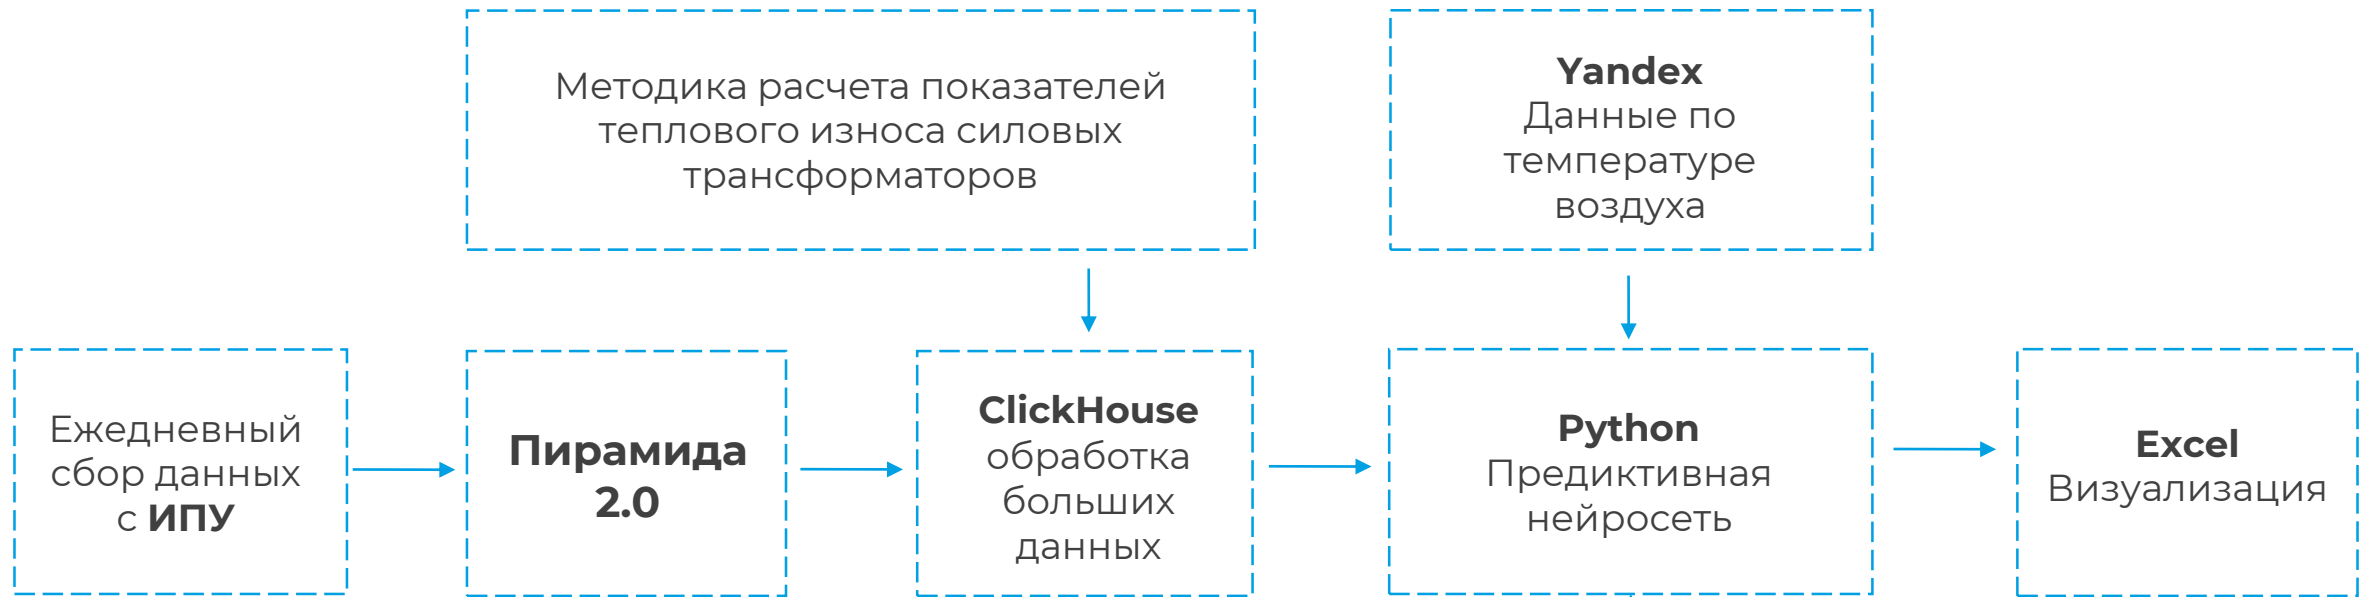 Методика расчета показателей
теплового износа силовых
трансформаторов
Yandex
Данные по
температуре
воздуха
Ежедневный
сбор данных
с ИПУ
Пирамида
2.0
ClickHouse
обработка
больших
данных
Python
Предиктивная
нейросеть
Excel
Визуализация